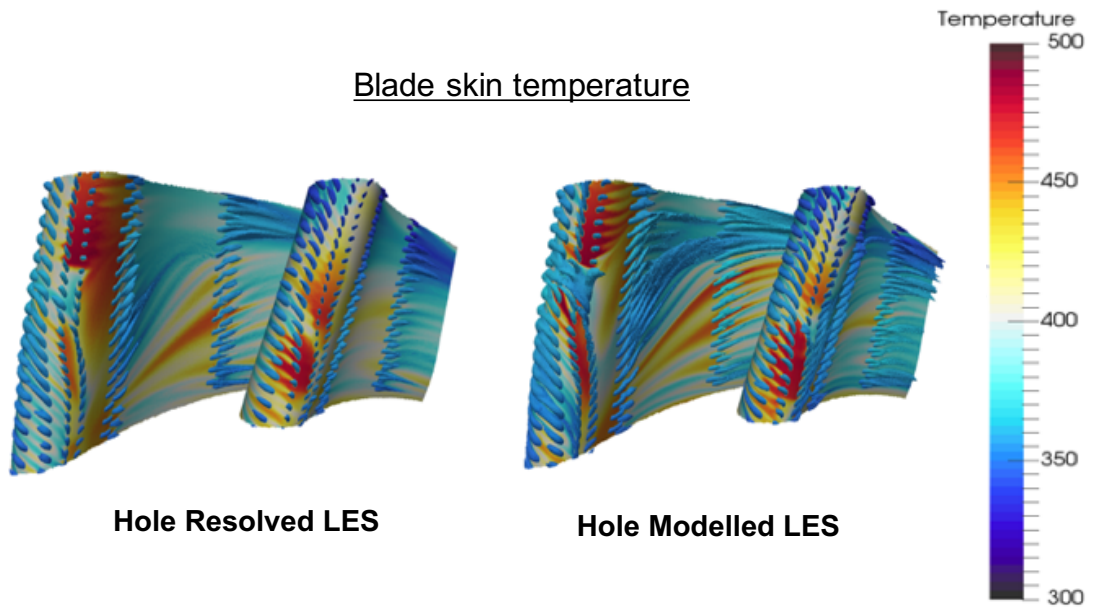 Temperature
500
Blade skin temperature
450
400
350
Hole Resolved LES
Hole Modelled LES
300